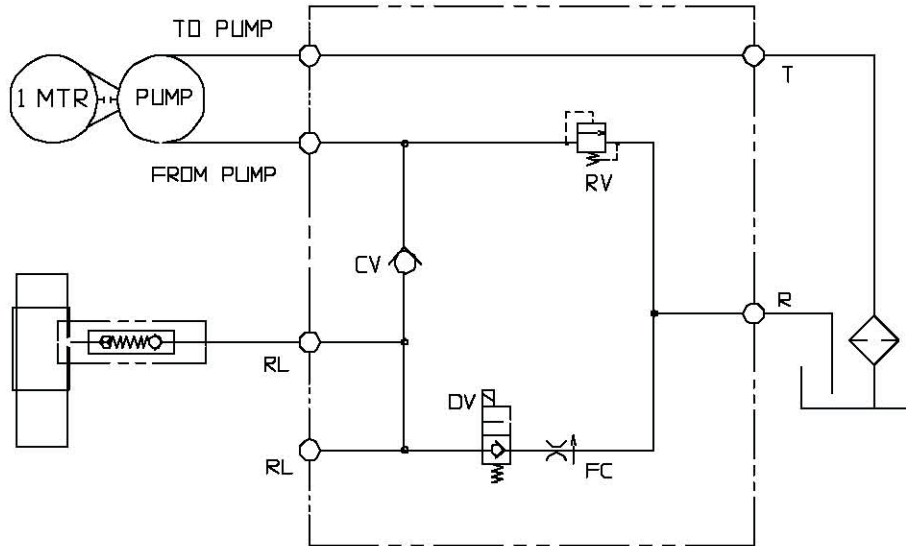 TO PUMP
1 MTR
PUMP
T
FROM PUMP
RV
CV
R
RL
DV
RL
FC